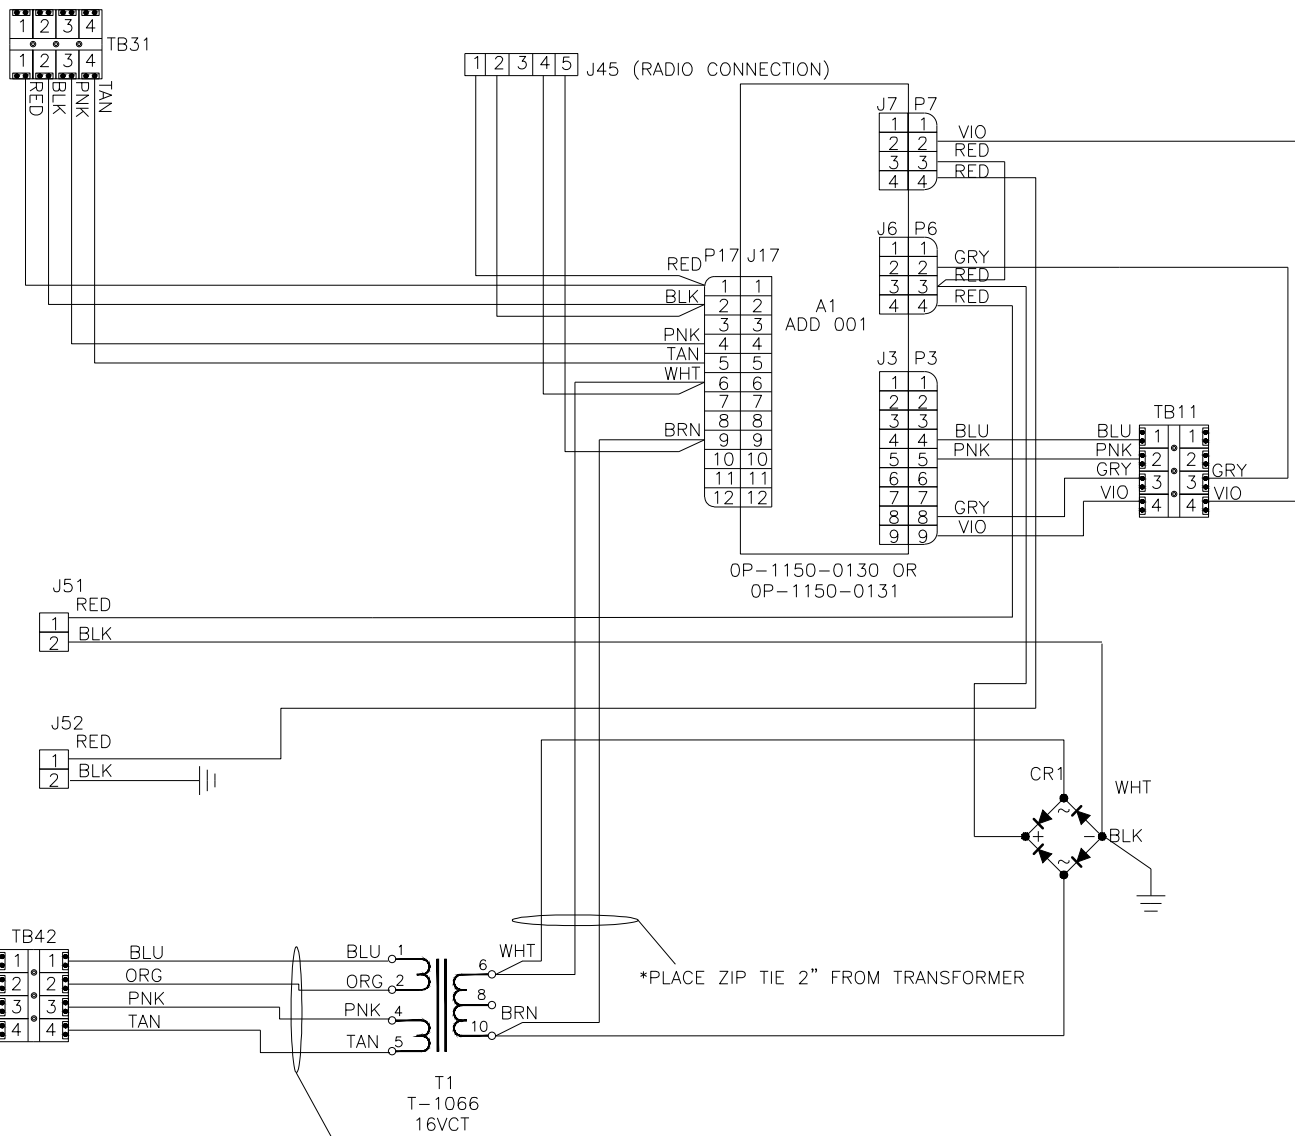 1 2 3 4
TB31
1 2 3 4
RED BLK PNK TAN
1 2 3 4 5
J45 (RADIO CONNECTION)
J7 P7
1 1
2 2 VIO
RED
3 3
RED
4 4
J6 P6
1 1
GRY
2 2
RED
3 3
RED
4 4
P17 J17
RED
1 1
BLK
2 2
3 3
PNK
4 4
TAN
5 5
WHT
6 6
7 7
8 8
BRN
9 9
10 10
11 11
12 12
A1
ADD 001
J3 P3
1 1
2 2
3 3
4 4 BLU
5 5 PNK
6 6
7 7
8 8 GRY
9 9 VIO
OP-1150-0130 OR
OP-1150-0131
TB11
BLU 1 1
PNK 2 2
GRY 3 3 GRY
VIO 4 4 VIO
J51
RED
1
2 BLK
J52
RED
1
2 BLK
CR1
WHT
~
+ - BLK
~
TB42
1 1 BLU
2 2 ORG
3 3 PNK
4 4 TAN
BLU 1
ORG 2
PNK 4
TAN 5
WHT
6
8
BRN
10
*PLACE ZIP TIE 2” FROM TRANSFORMER
T1
T-1066
16VCT